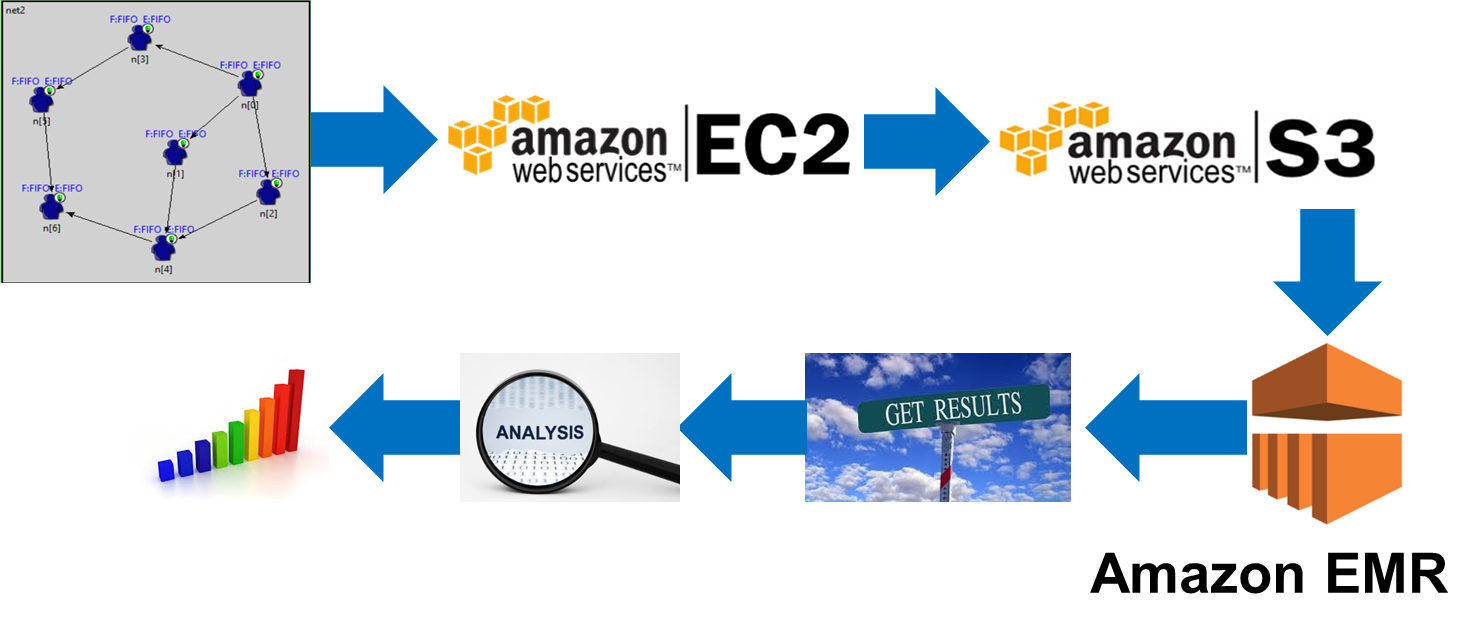 net2
F:FIFO E:FIFO
n[3]
F:FIFO E:FIFO
n[0]
F:FIFO E:FIFO
n[5]
F:FIFO E:FIFO
n[1]
F:FIFO E:FIFO
n[2]
F:FIFO E:FIFO
n[6]
F:FIFO E:FIFO
n[4]
amazon
web services™
EC2
amazon
web services™
S3
ANALYSIS
GET RESULTS
Amazon EMR